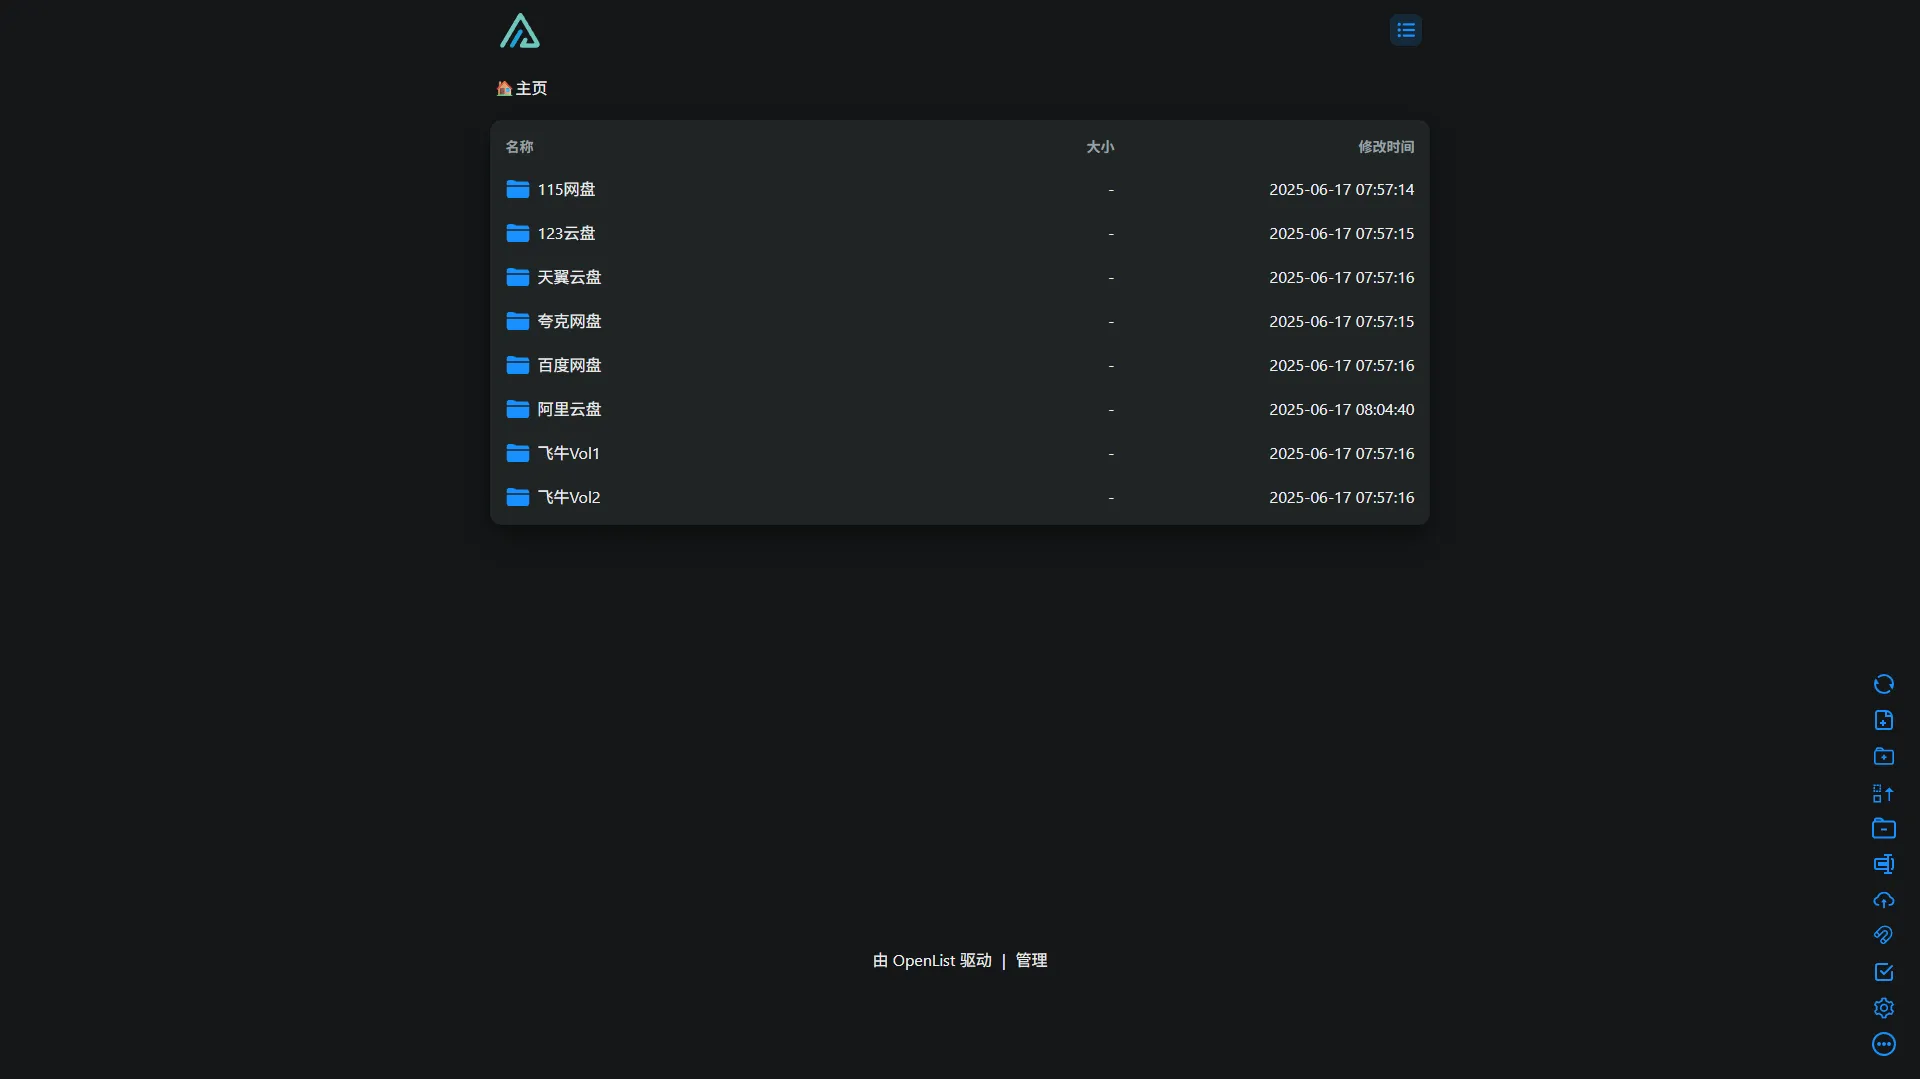 主页
名称 大小 修改时间
115网盘 - 2025-06-17 07:57:14
123云盘 - 2025-06-17 07:57:15
天翼云盘 - 2025-06-17 07:57:16
夸克网盘 - 2025-06-17 07:57:15
百度网盘 - 2025-06-17 07:57:16
阿里云盘 - 2025-06-17 08:04:40
飞牛Vol1 - 2025-06-17 07:57:16
飞牛Vol2 - 2025-06-17 07:57:16
由 OpenList 驱动 | 管理